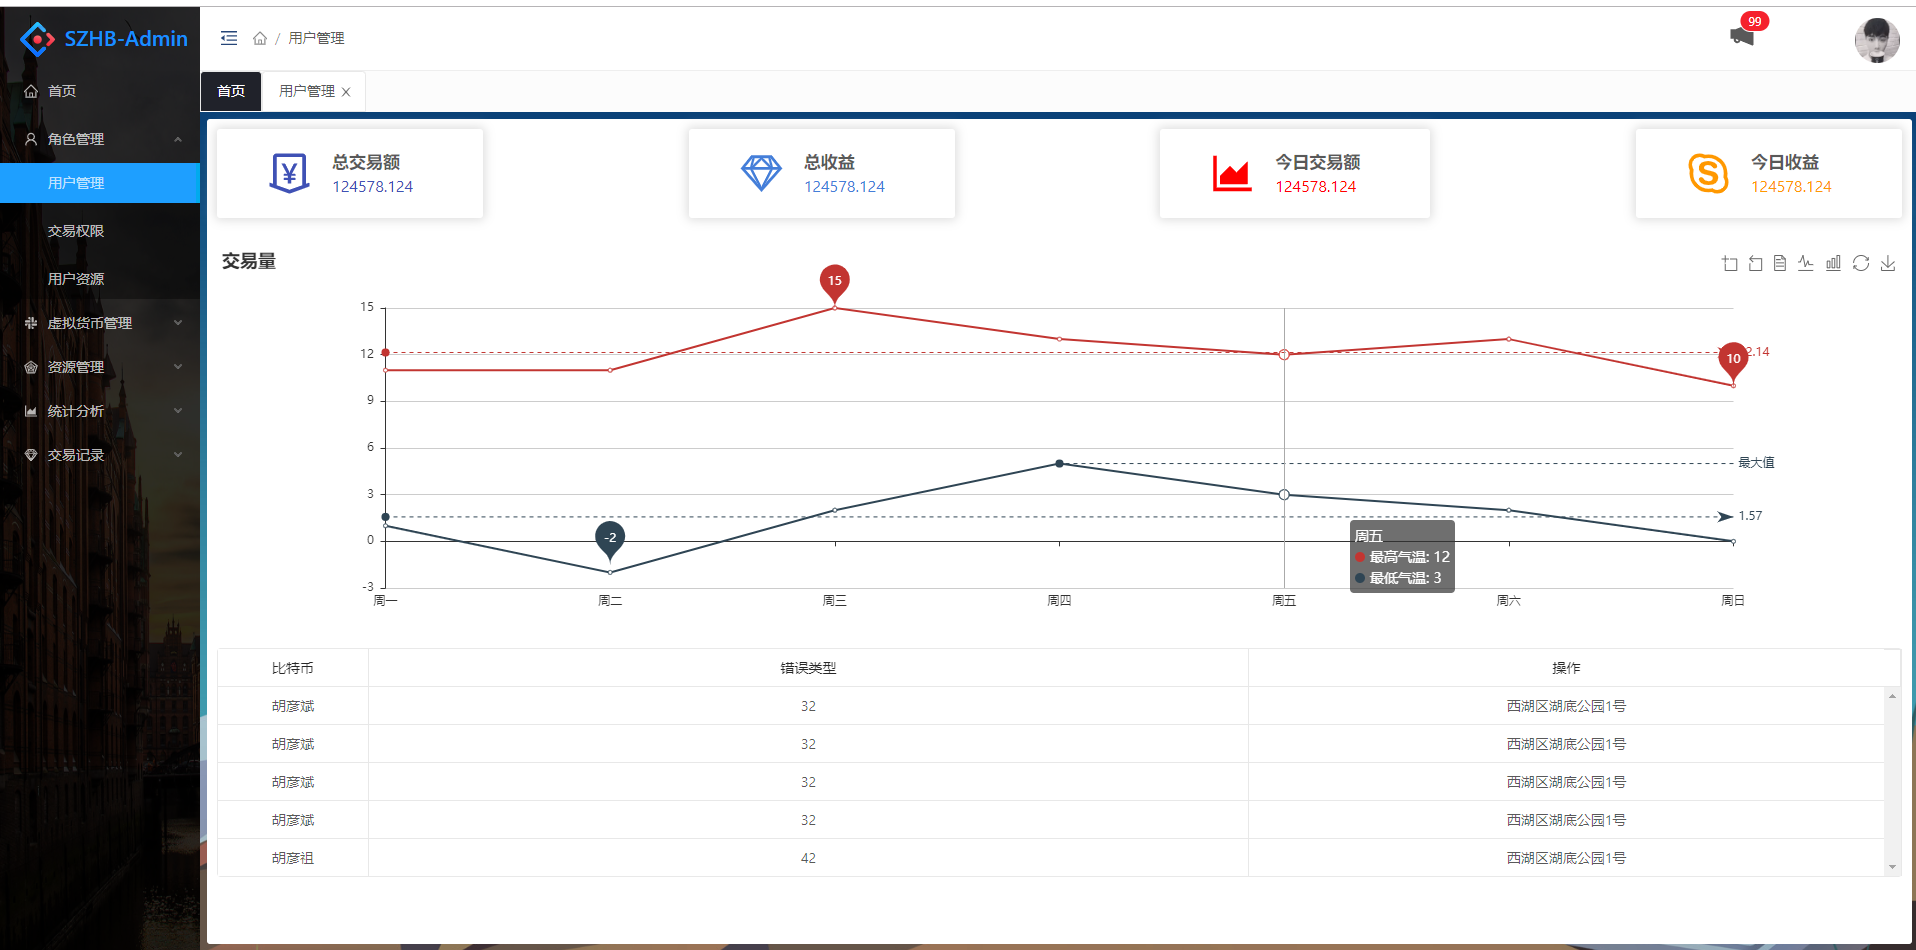 SZHB-Admin
首页
角色管理
用户管理
交易权限
用户资源
虚拟货币管理
资源管理
统计分析
交易记录
/ 用户管理
99
首页
用户管理
总交易额
124578.124
总收益
124578.124
今日交易额
124578.124
今日收益
124578.124
交易量
15
12
9
6
3
0
-3
15
2.14
10
最大值
-2
1.57
周五
最高气温: 12
最低气温: 3
周一 周二 周三 周四 周五 周六 周日
比特币 错误类型 操作
胡彦斌 32 西湖区湖底公园1号
胡彦斌 32 西湖区湖底公园1号
胡彦斌 32 西湖区湖底公园1号
胡彦斌 32 西湖区湖底公园1号
胡彦祖 42 西湖区湖底公园1号